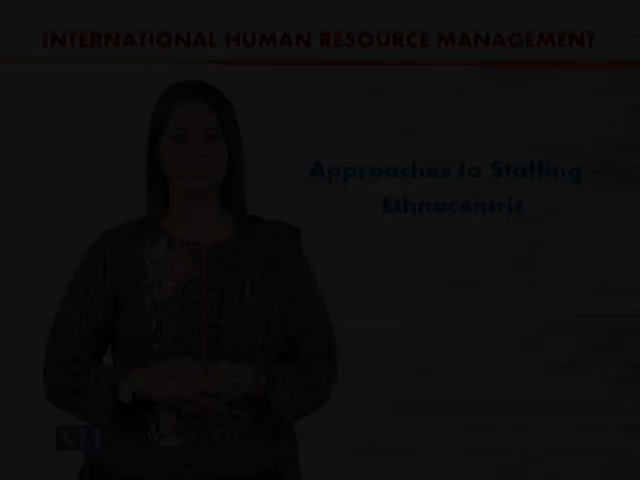 INTERNATIONAL HUMAN RESOURCE MANAGEMENT
Approaches to Staffing -
Ethnocentric